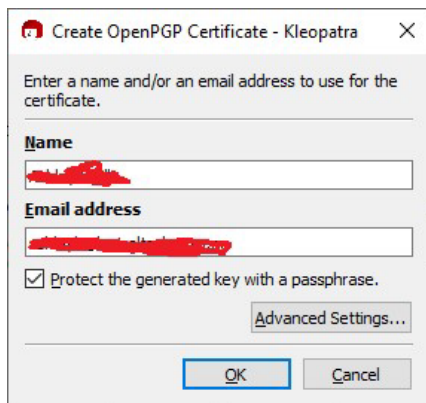 Create OpenPGP Certificate - Kleopatra
Enter a name and/or an email address to use for the
certificate.
Name
Email address
Protect the generated key with a passphrase.
Advanced Settings...
OK Cancel